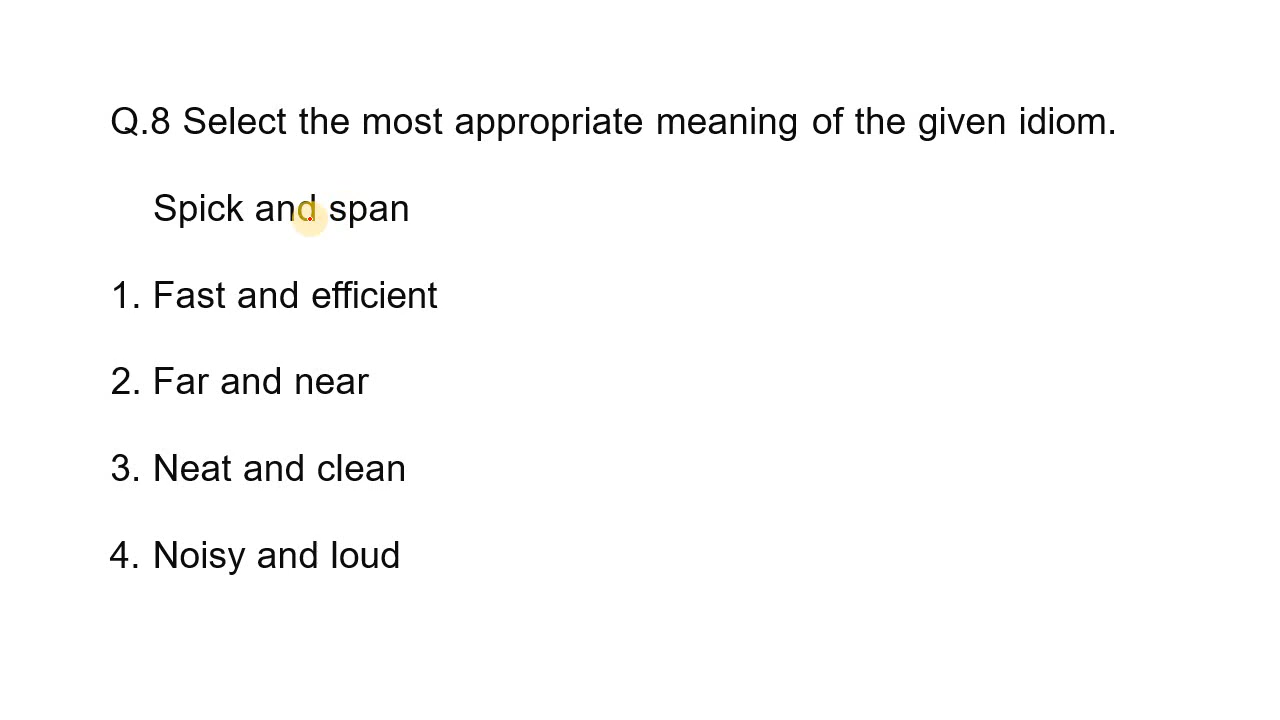 Q.8 Select the most appropriate meaning of the given idiom.
Spick and span
1. Fast and efficient
2. Far and near
3. Neat and clean
4. Noisy and loud